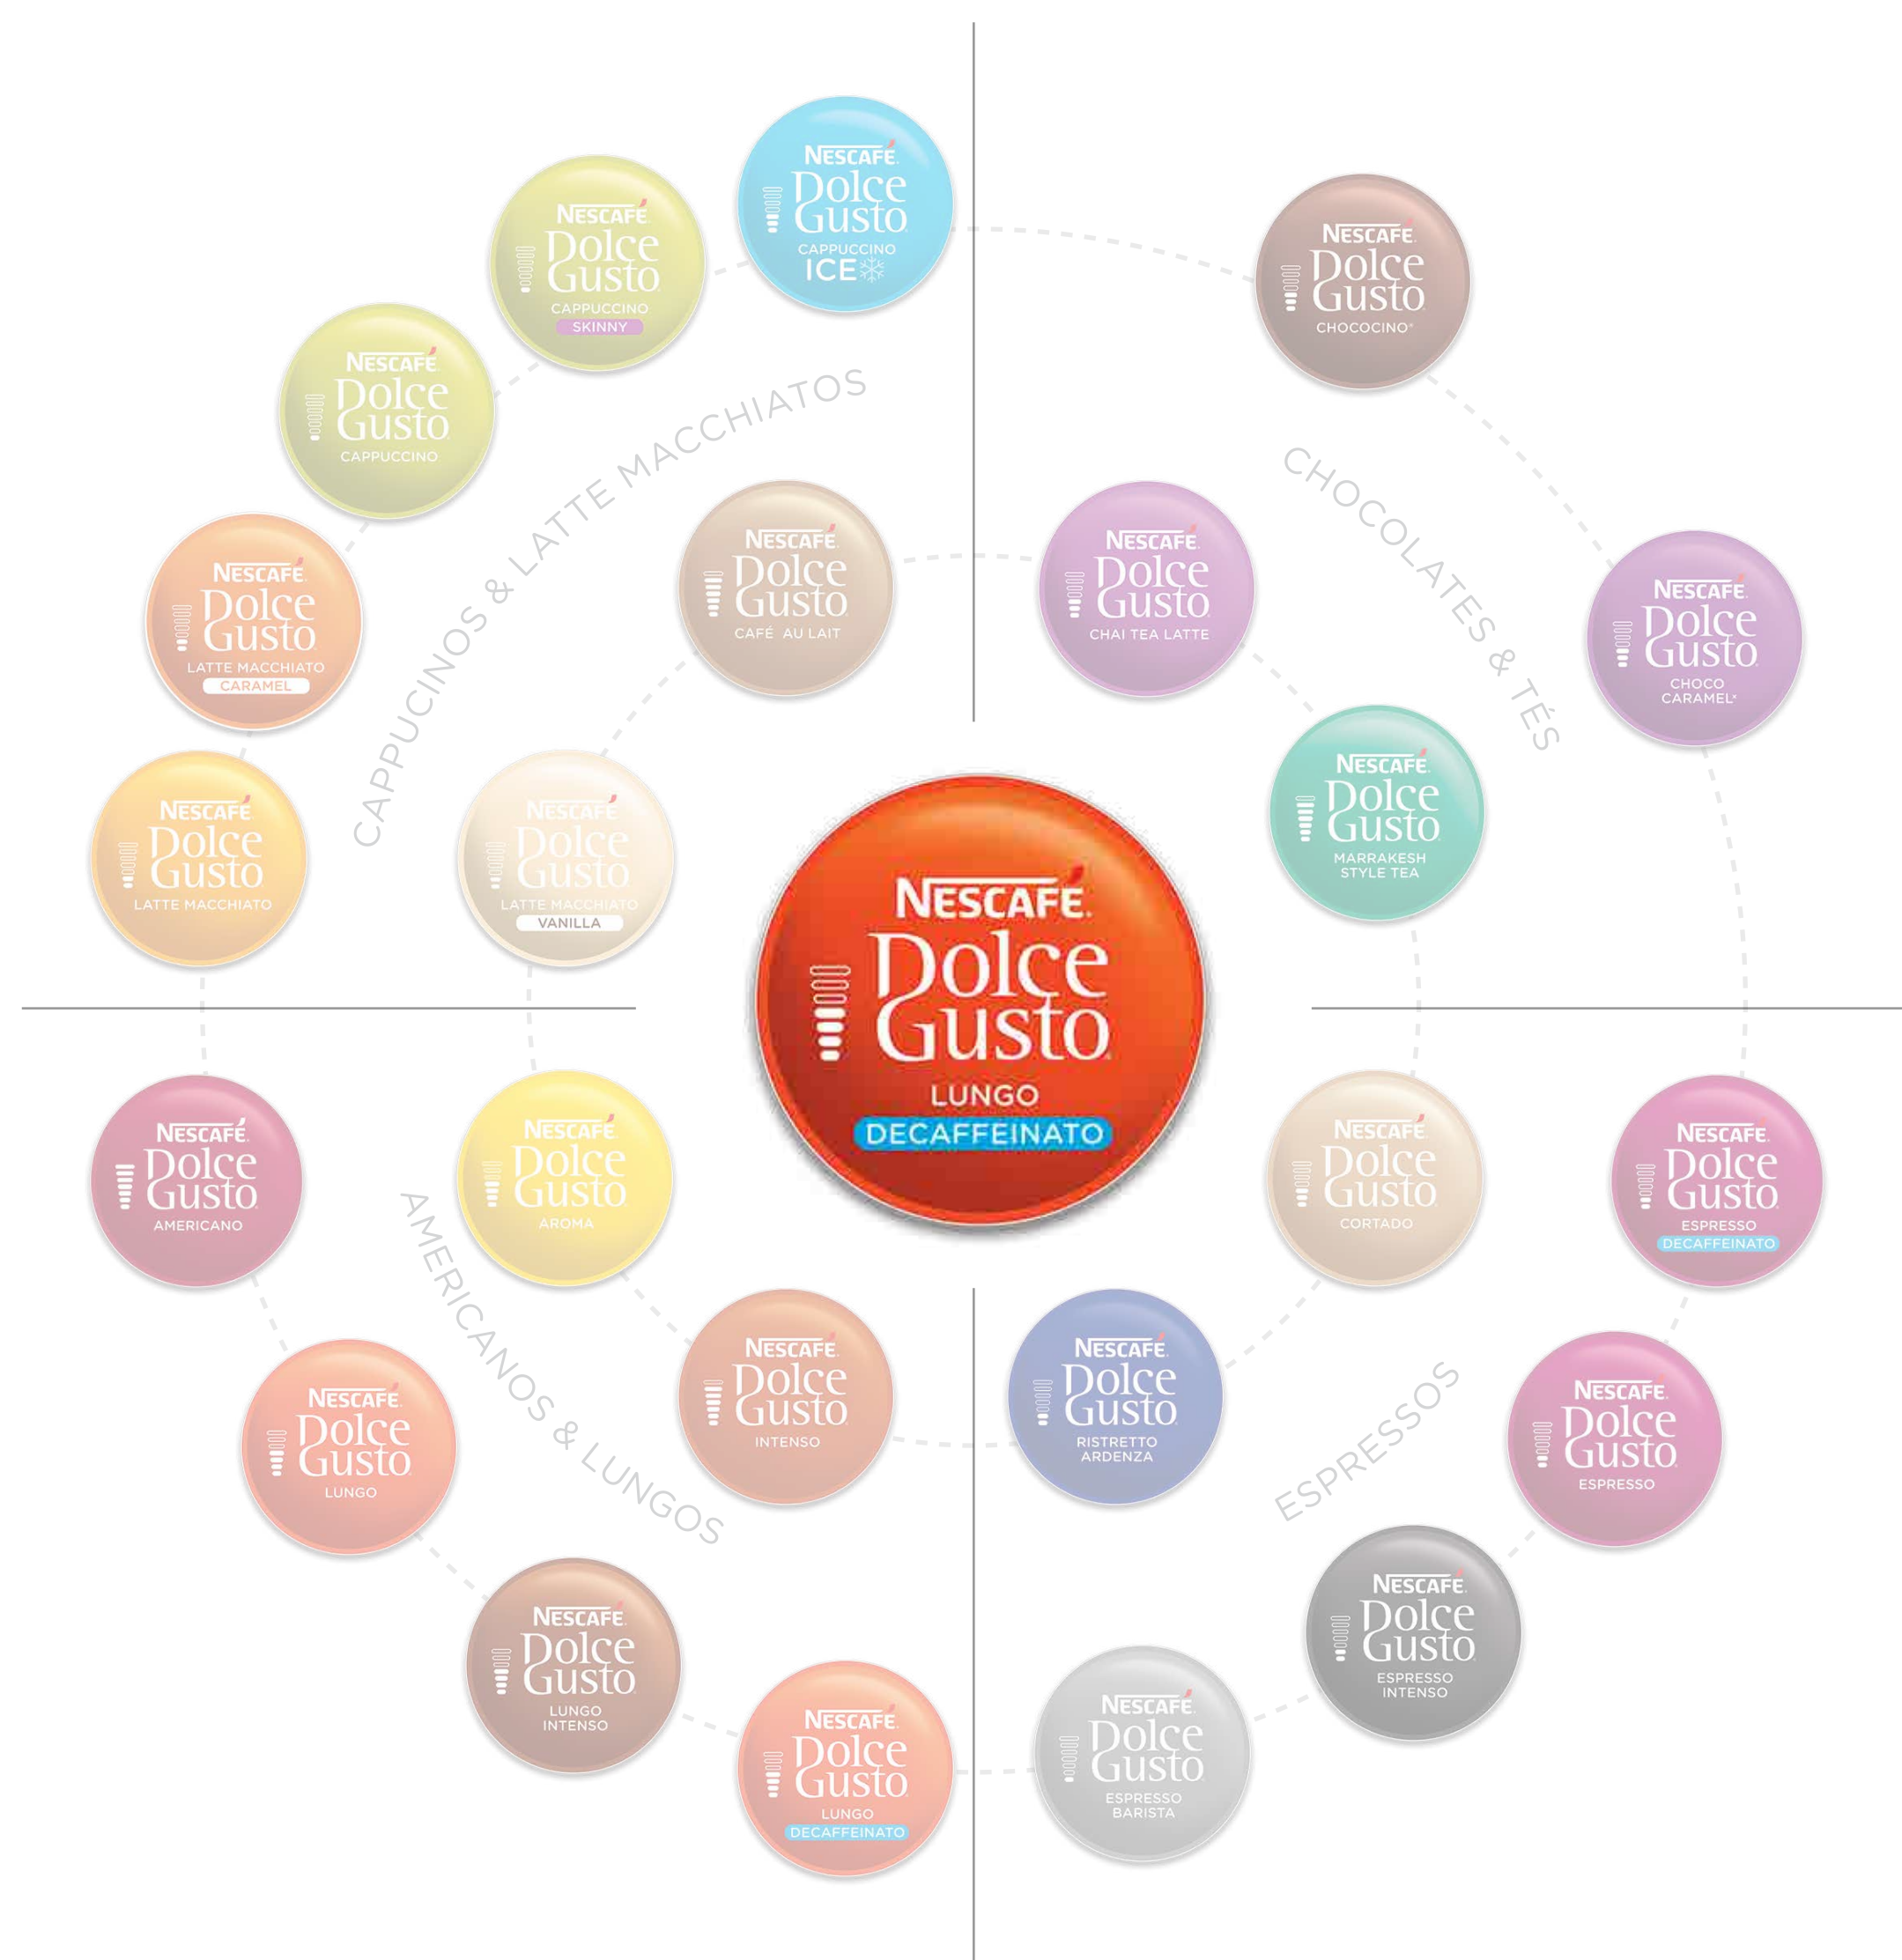 NESCAFÉ.
Dolce
Gusto
CAPPUCCINO
ICE
NESCAFÉ.
Dolce
Gusto
CAPPUCCINO
SKINNY
NESCAFÉ.
Dolce
Gusto
CAPPUCCINO
NESCAFÉ.
Dolce
Gusto
LATTE MACCHIATO
CARAMEL
NESCAFÉ.
Dolce
Gusto
LATTE MACCHIATO
CAPPUCINOS & LATTE MACCHIATOS
NESCAFÉ.
Dolce
Gusto
CAFÉ AU LAIT
NESCAFÉ.
Dolce
Gusto
LATTE MACCHIATO
VANILLA
NESCAFÉ.
Dolce
Gusto
CHOCOCINO®
NESCAFÉ.
Dolce
Gusto
CHOCO
CARAMEL*
CHOCOLATES & TÉS
NESCAFÉ.
Dolce
Gusto
CHAI TEA LATTE
NESCAFÉ.
Dolce
Gusto
MARRAKESH
STYLE TEA
NESCAFÉ.
Dolce
Gusto
LUNGO
DECAFFEINATO
NESCAFÉ.
Dolce
Gusto
AMERICANO
NESCAFÉ.
Dolce
Gusto
AROMA
AMERICANOS & LUNGOS
NESCAFÉ.
Dolce
Gusto
INTENSO
NESCAFÉ.
Dolce
Gusto
LUNGO
NESCAFÉ.
Dolce
Gusto
LUNGO
INTENSO
NESCAFÉ.
Dolce
Gusto
LUNGO
DECAFFEINATO
NESCAFÉ.
Dolce
Gusto
CORTADO
NESCAFÉ.
Dolce
Gusto
ESPRESSO
DECAFFEINATO
NESCAFÉ.
Dolce
Gusto
RISTRETTO
ARDENZA
ESPRESSOS
NESCAFÉ.
Dolce
Gusto
ESPRESSO
NESCAFÉ.
Dolce
Gusto
ESPRESSO
INTENSO
NESCAFÉ.
Dolce
Gusto
ESPRESSO
BARISTA